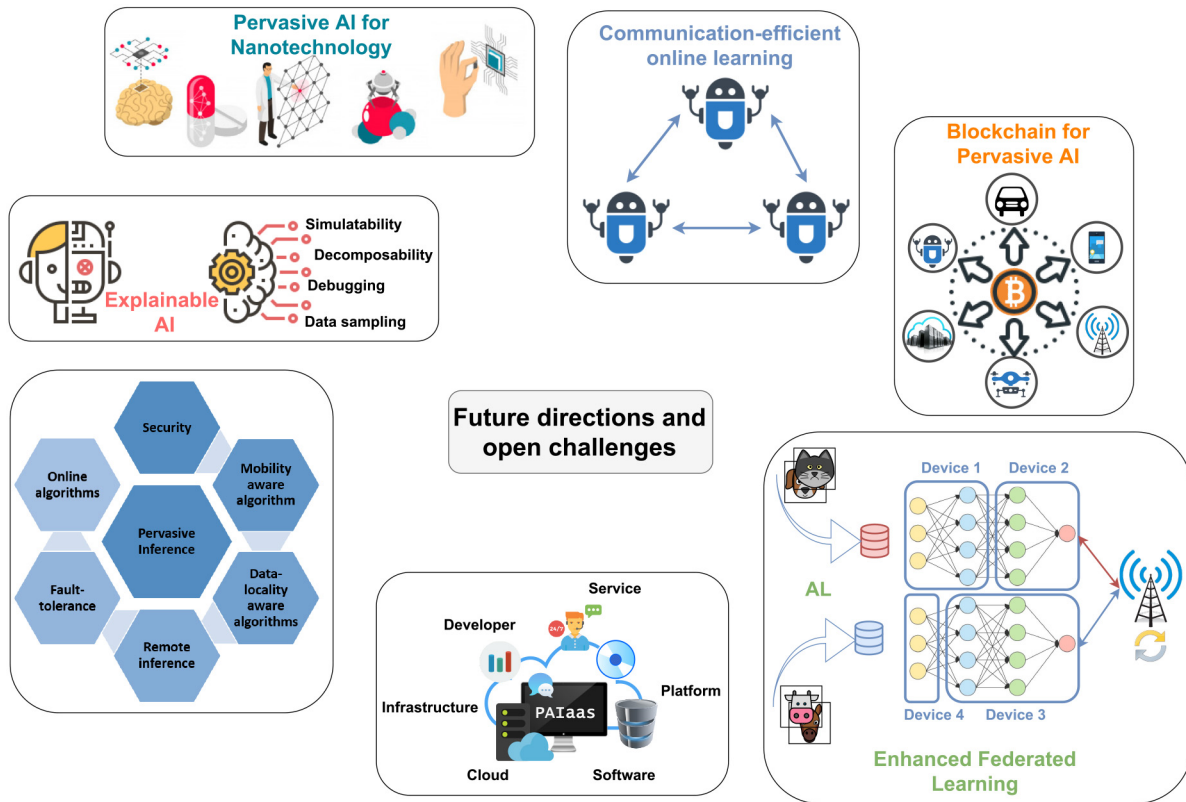 Pervasive AI for
Nanotechnology
Communication-efficient
online learning
Blockchain for
Pervasive AI
Simulatability
Decomposability
Debugging
Data sampling
Explainable
AI
Future directions and
open challenges
Security
Online
algorithms
Mobility
aware
algorithm
Pervasive
Inference
Fault-
tolerance
Data-
locality
aware
algorithms
Remote
inference
Service
24/7
Developer
Infrastructure
Platform
PAIaas
Cloud
Software
Device 1
Device 2
AL
Device 4
Device 3
Enhanced Federated
Learning